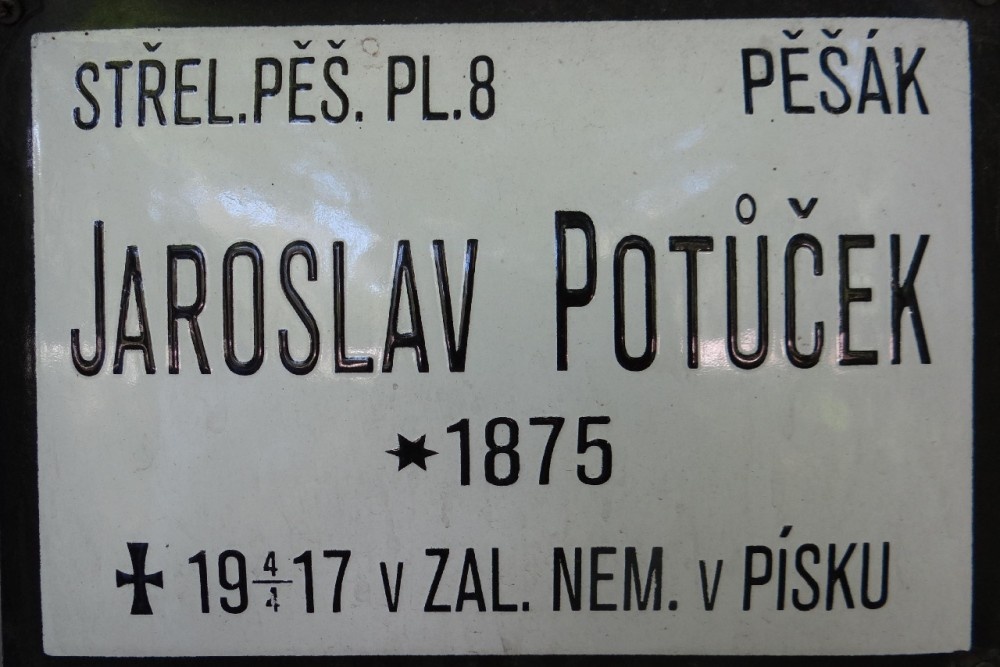 STŘEL.PĚŠ. PL.8 PĚŠÁK
JAROSLAV POTŮČEK
✶1875
✠ 19 4/4 17 V ZAL. NEM. V PÍSKU